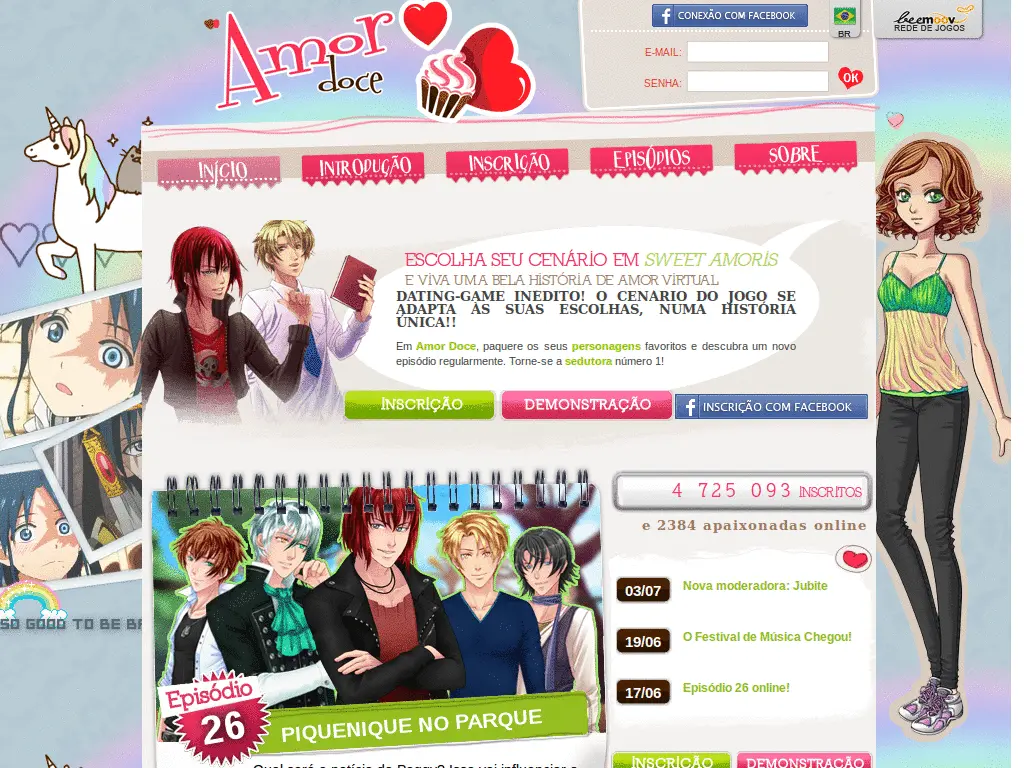 Amor
doce
CONEXÃO COM FACEBOOK
BR
beemoov
REDE DE JOGOS
E-MAIL:
SENHA:
OK
INÍCIO
INTRODUÇÃO
INSCRIÇÃO
EPISÓDIOS
SOBRE
ESCOLHA SEU CENÁRIO EM SWEET AMORIS
E VIVA UMA BELA HISTÓRIA DE AMOR VIRTUAL
DATING-GAME INEDITO! O CENARIO DO JOGO SE
ADAPTA ÀS SUAS ESCOLHAS, NUMA HISTÓRIA
ÚNICA!!
Em Amor Doce, paquere os seus personagens favoritos e descubra um novo
episódio regularmente. Torne-se a sedutora número 1!
INSCRIÇÃO
DEMONSTRAÇÃO
INSCRIÇÃO COM FACEBOOK
4 725 093 INSCRITOS
e 2384 apaixonadas online
03/07
Nova moderadora: Jubite
19/06
O Festival de Música Chegou!
17/06
Episódio 26 online!
Episódio
26
PIQUENIQUE NO PARQUE
SO GOOD TO BE
INSCRIÇÃO
DEMONSTRAÇÃO